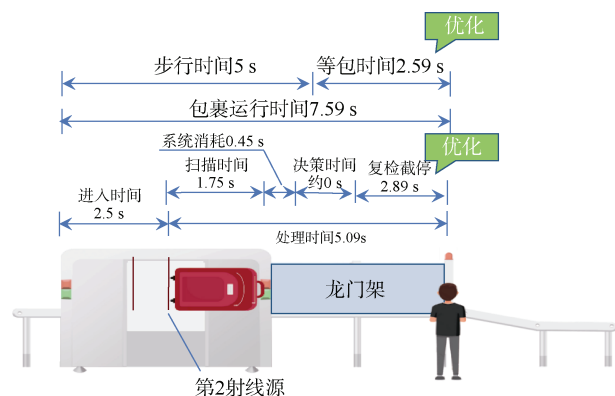 优化
步行时间5 s
等包时间2.59 s
包裹运行时间7.59 s
优化
系统消耗0.45 s
扫描时间
1.75 s
决策时间
约0 s
复检截停
2.89 s
进入时间
2.5 s
处理时间5.09s
龙门架
第2射线源